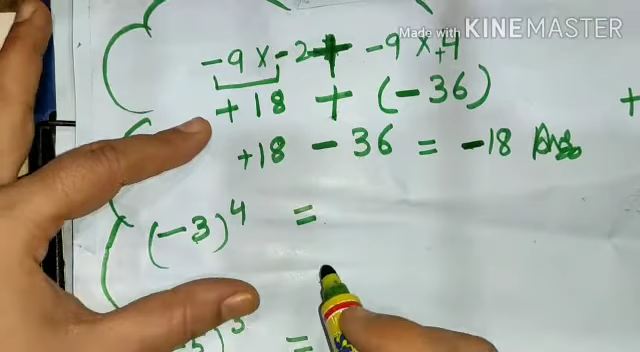 Made with KINEMASTER
-9 x -2 + -9 x +4
+18 + (-36)
+
+18 - 36 = -18 Ans
(-3)^4 =
=